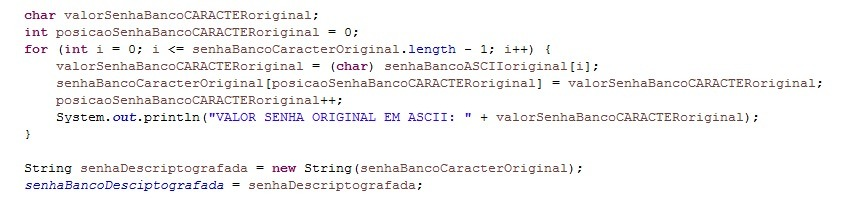 char valorSenhaBancoCARACTERoriginal;
int posicaoSenhaBancoCARACTERoriginal = 0;
for (int i = 0; i <= senhaBancoCaracterOriginal.length - 1; i++) {
    valorSenhaBancoCARACTERoriginal = (char) senhaBancoASCIIoriginal[i];
    senhaBancoCaracterOriginal[posicaoSenhaBancoCARACTERoriginal] = valorSenhaBancoCARACTERoriginal;
    posicaoSenhaBancoCARACTERoriginal++;
    System.out.println("VALOR SENHA ORIGINAL EM ASCII: " + valorSenhaBancoCARACTERoriginal);
}
String senhaDescriptografada = new String(senhaBancoCaracterOriginal);
senhaBancoDesciptografada = senhaDescriptografada;